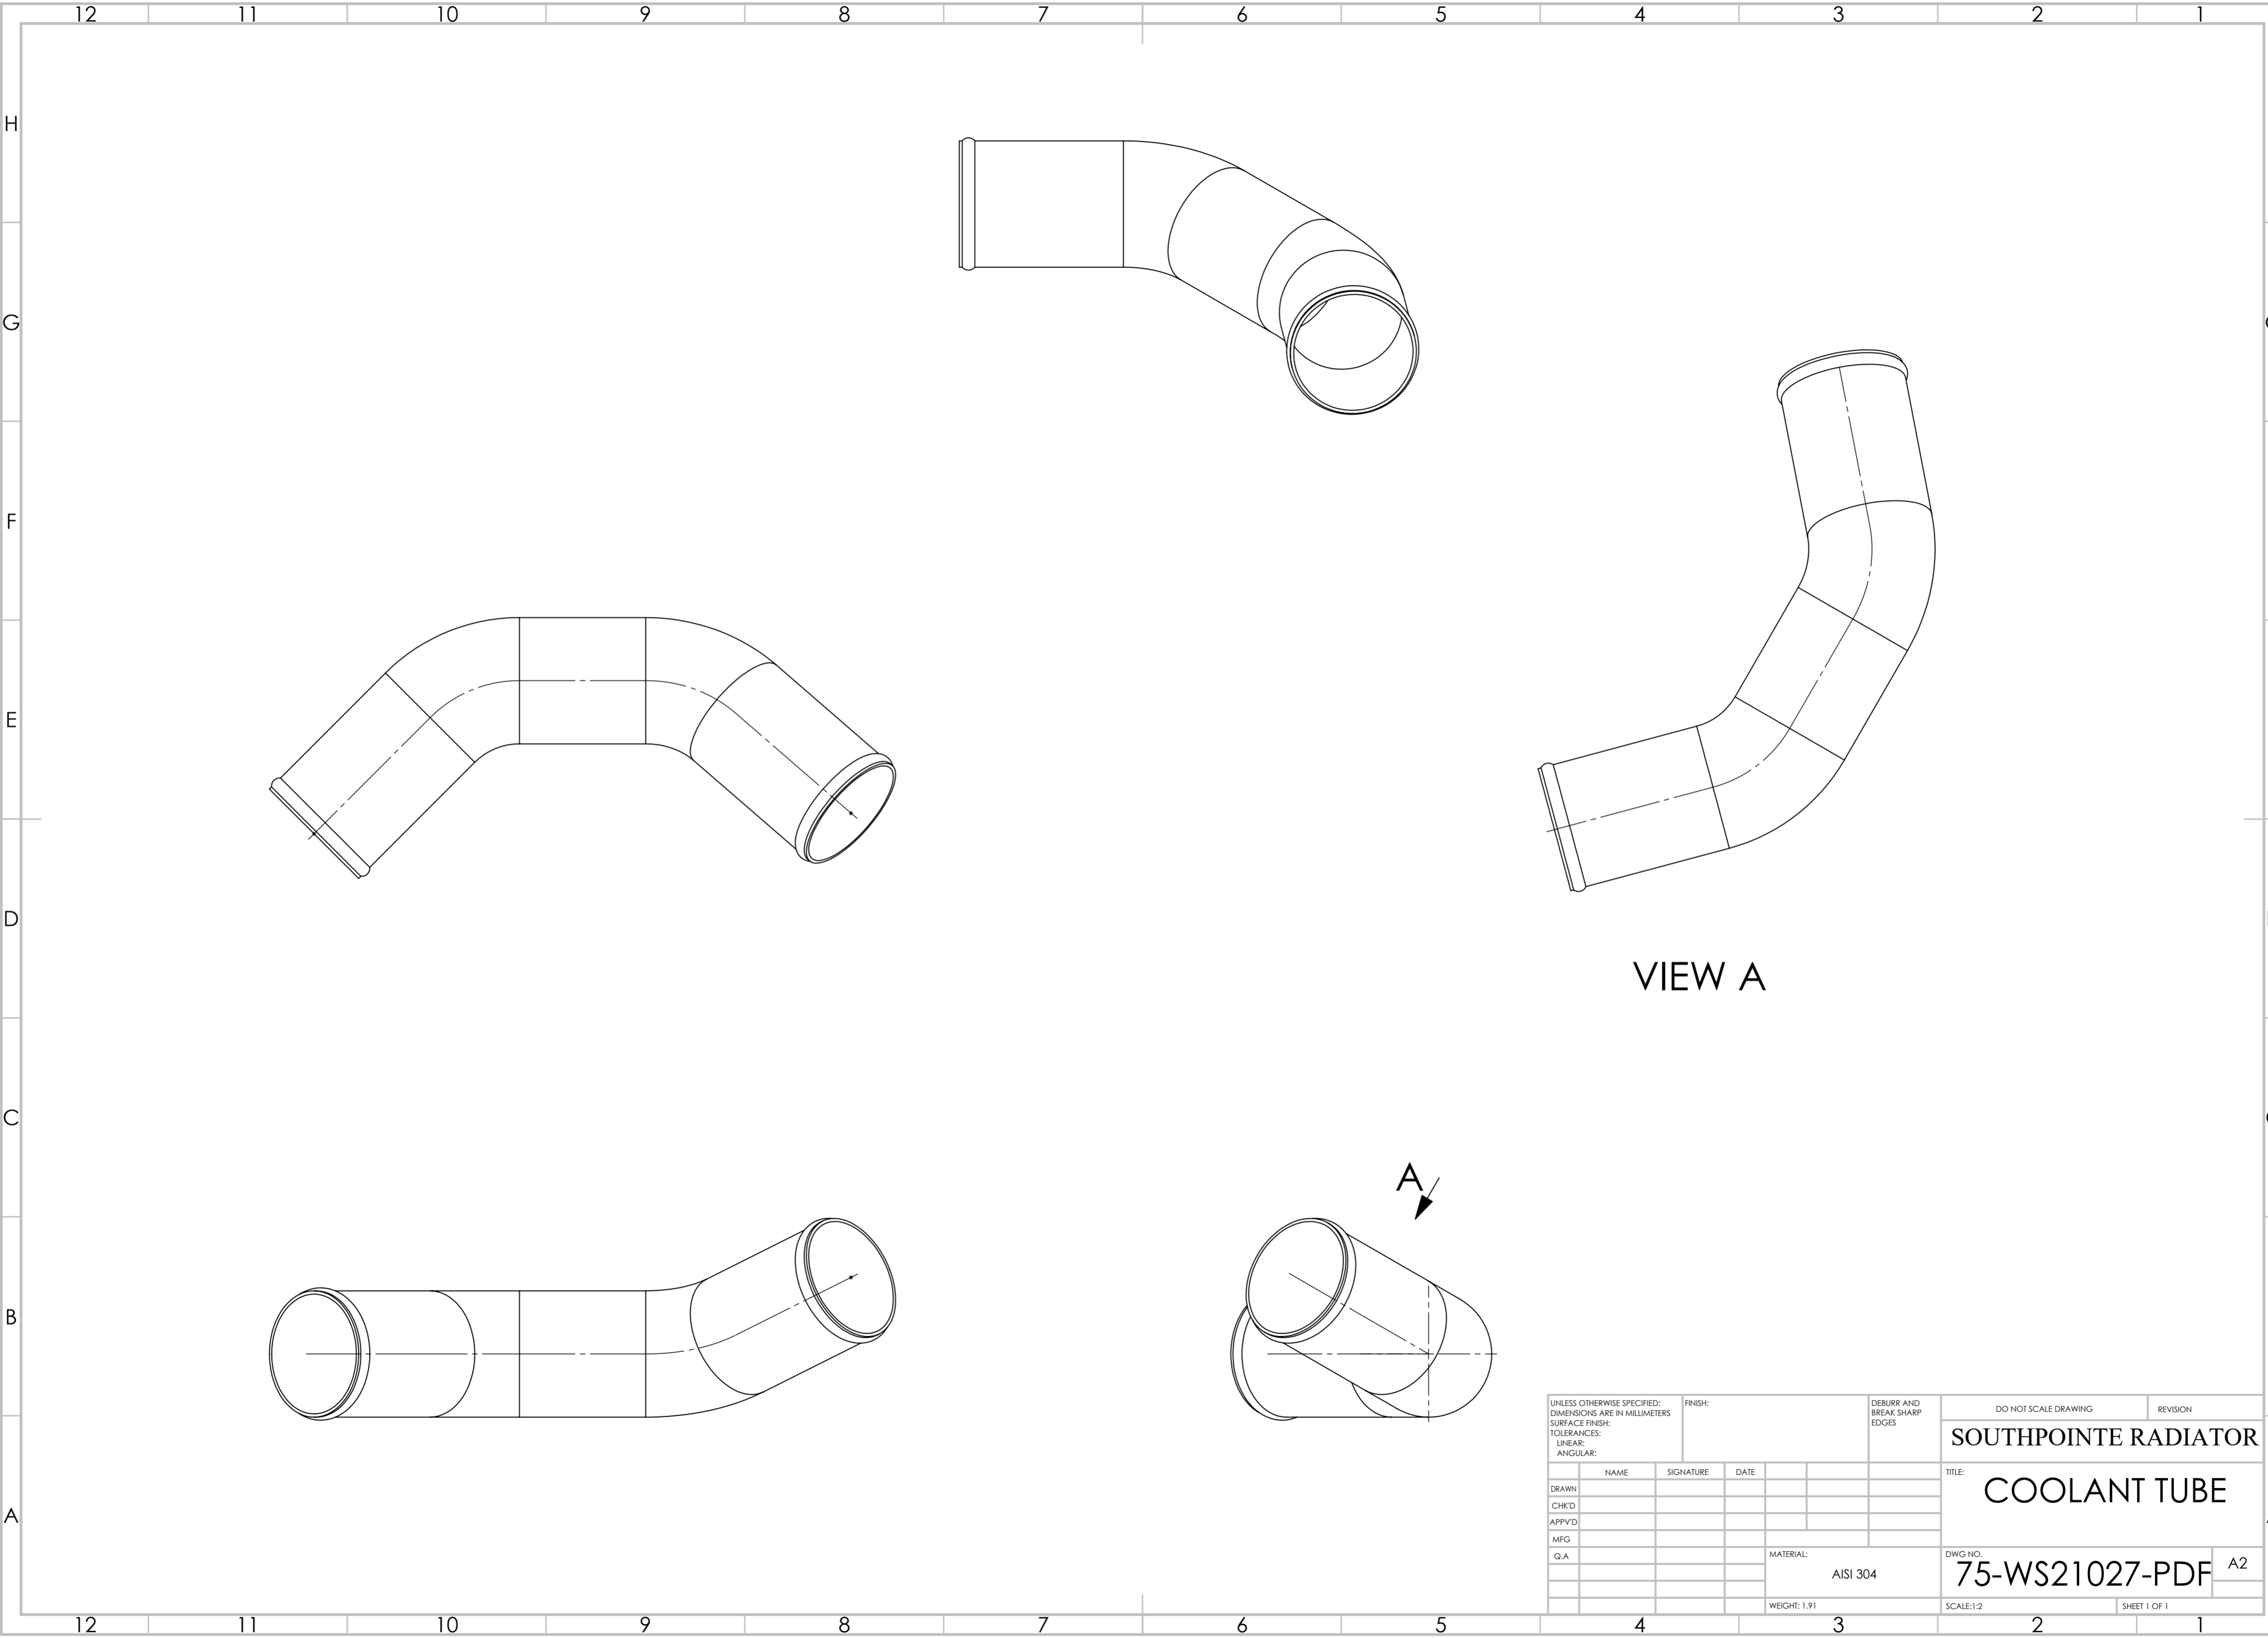 12 11 10 9 8 7 6 5 4 3 2 1
H
G
F
E
D
C
B
A
VIEW A
A
UNLESS OTHERWISE SPECIFIED:
DIMENSIONS ARE IN MILLIMETERS
SURFACE FINISH:
TOLERANCES:
LINEAR:
ANGULAR:
FINISH:
DEBURR AND
BREAK SHARP
EDGES
DO NOT SCALE DRAWING
REVISION
SOUTHPOINTE RADIATOR
NAME SIGNATURE DATE
DRAWN
CHK'D
APPV'D
MFG
Q.A
TITLE:
COOLANT TUBE
MATERIAL:
AISI 304
DWG NO.
75-WS21027-PDF
A2
WEIGHT: 1.91
SCALE:1:2
SHEET 1 OF 1
12 11 10 9 8 7 6 5 4 3 2 1